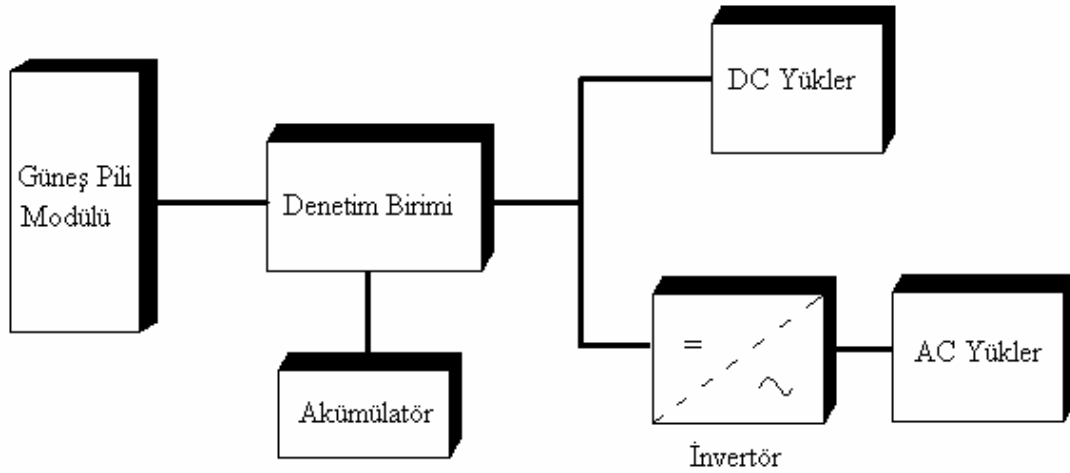 Güneş Pili
Modülü
Denetim Birimi
Akümülatör
DC Yükler
=
İnvertör
AC Yükler